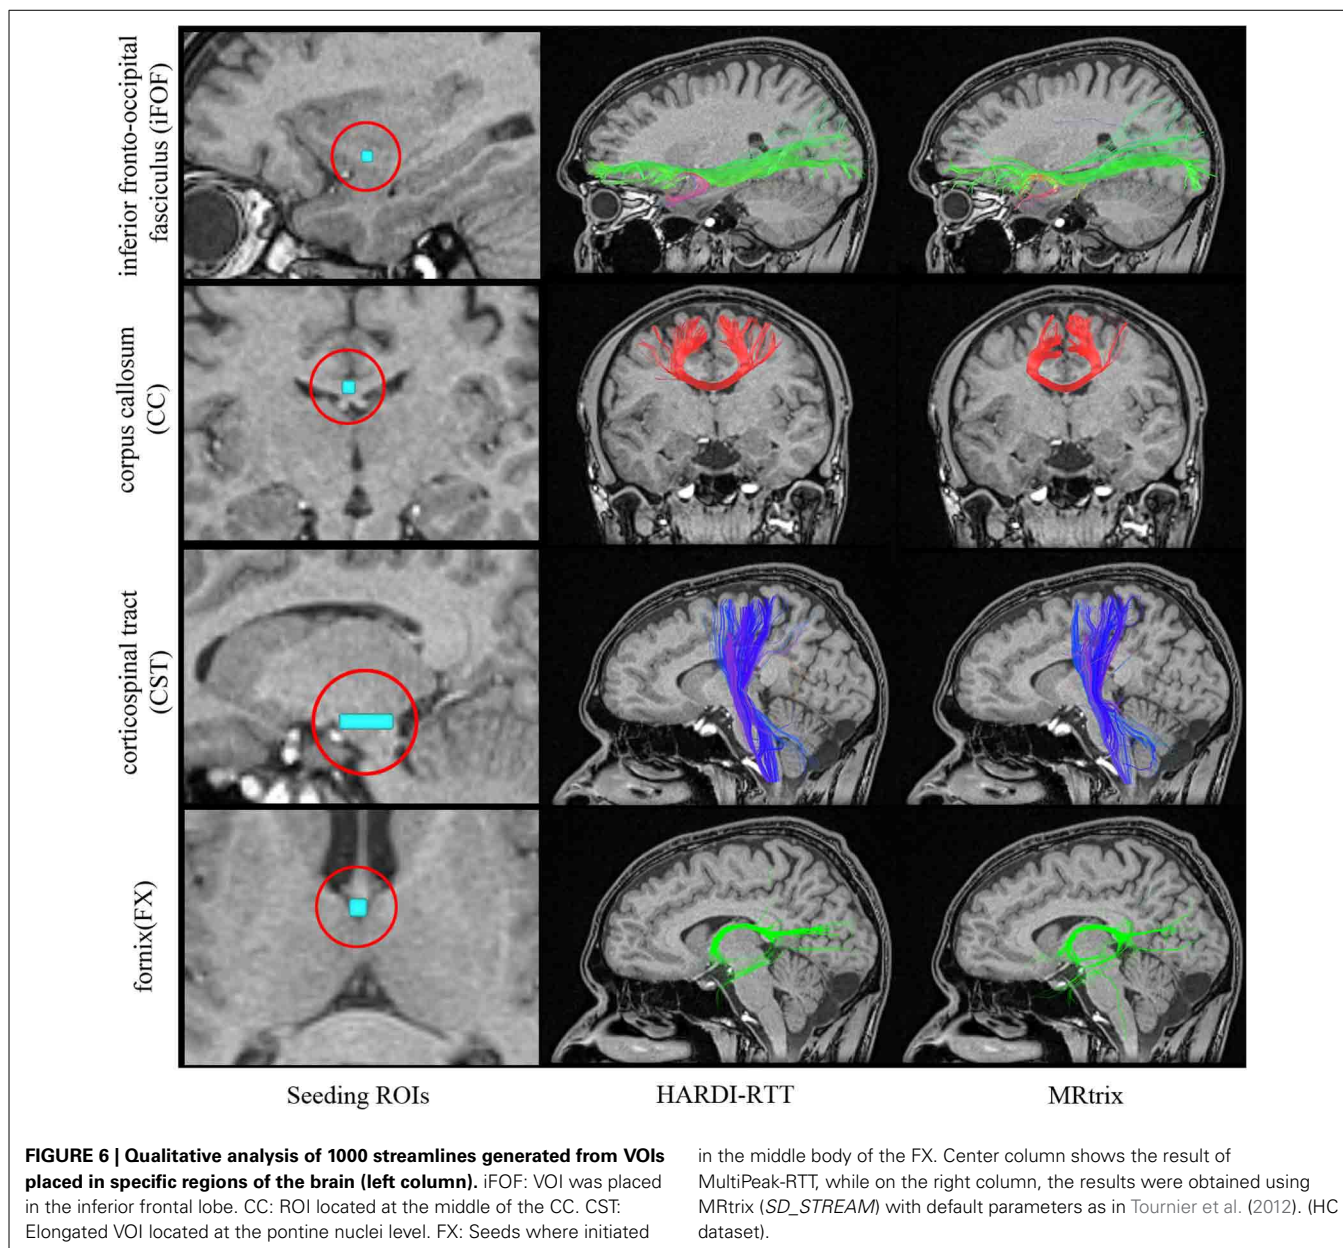 inferior fronto-occipital
fasciculus (iFOF)
corpus callosum
(CC)
corticospinal tract
(CST)
fornix(FX)
Seeding ROIs
HARDI-RTT
MRtrix
FIGURE 6 | Qualitative analysis of 1000 streamlines generated from VOIs
placed in specific regions of the brain (left column). iFOF: VOI was placed
in the inferior frontal lobe. CC: ROI located at the middle of the CC. CST:
Elongated VOI located at the pontine nuclei level. FX: Seeds where initiated
in the middle body of the FX. Center column shows the result of
MultiPeak-RTT, while on the right column, the results were obtained using
MRtrix (SD_STREAM) with default parameters as in Tournier et al. (2012). (HC
dataset).